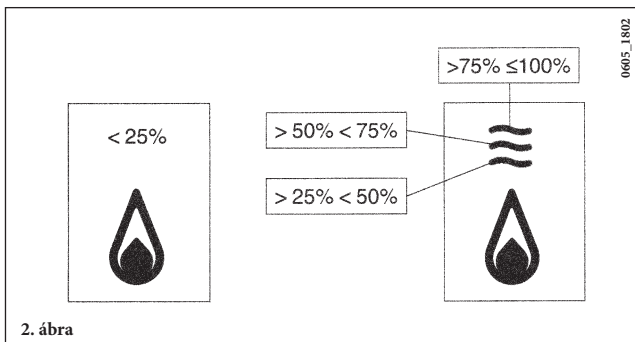 0605_1802
>75% ≤100%
< 25%
> 50% < 75%
> 25% < 50%
2. ábra